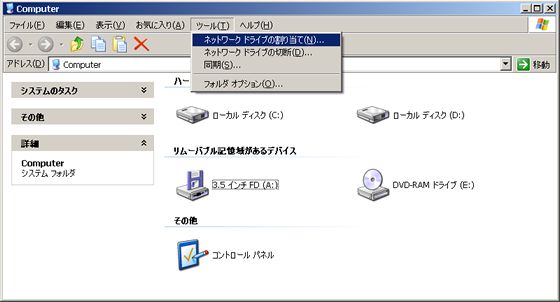 Computer
ファイル(F) 編集(E) 表示(V) お気に入り(A) ツール(T) ヘルプ(H)
ネットワーク ドライブの割り当て(N)...
ネットワーク ドライブの切断(D)...
同期(S)...
フォルダ オプション(O)...
アドレス(D) Computer 移動
システムのタスク
その他
詳細
Computer
システム フォルダ
ハー
ローカル ディスク (C:) ローカル ディスク (D:)
リムーバブル記憶域があるデバイス
3.5 インチ FD (A:) DVD-RAM ドライブ (E:)
その他
コントロール パネル